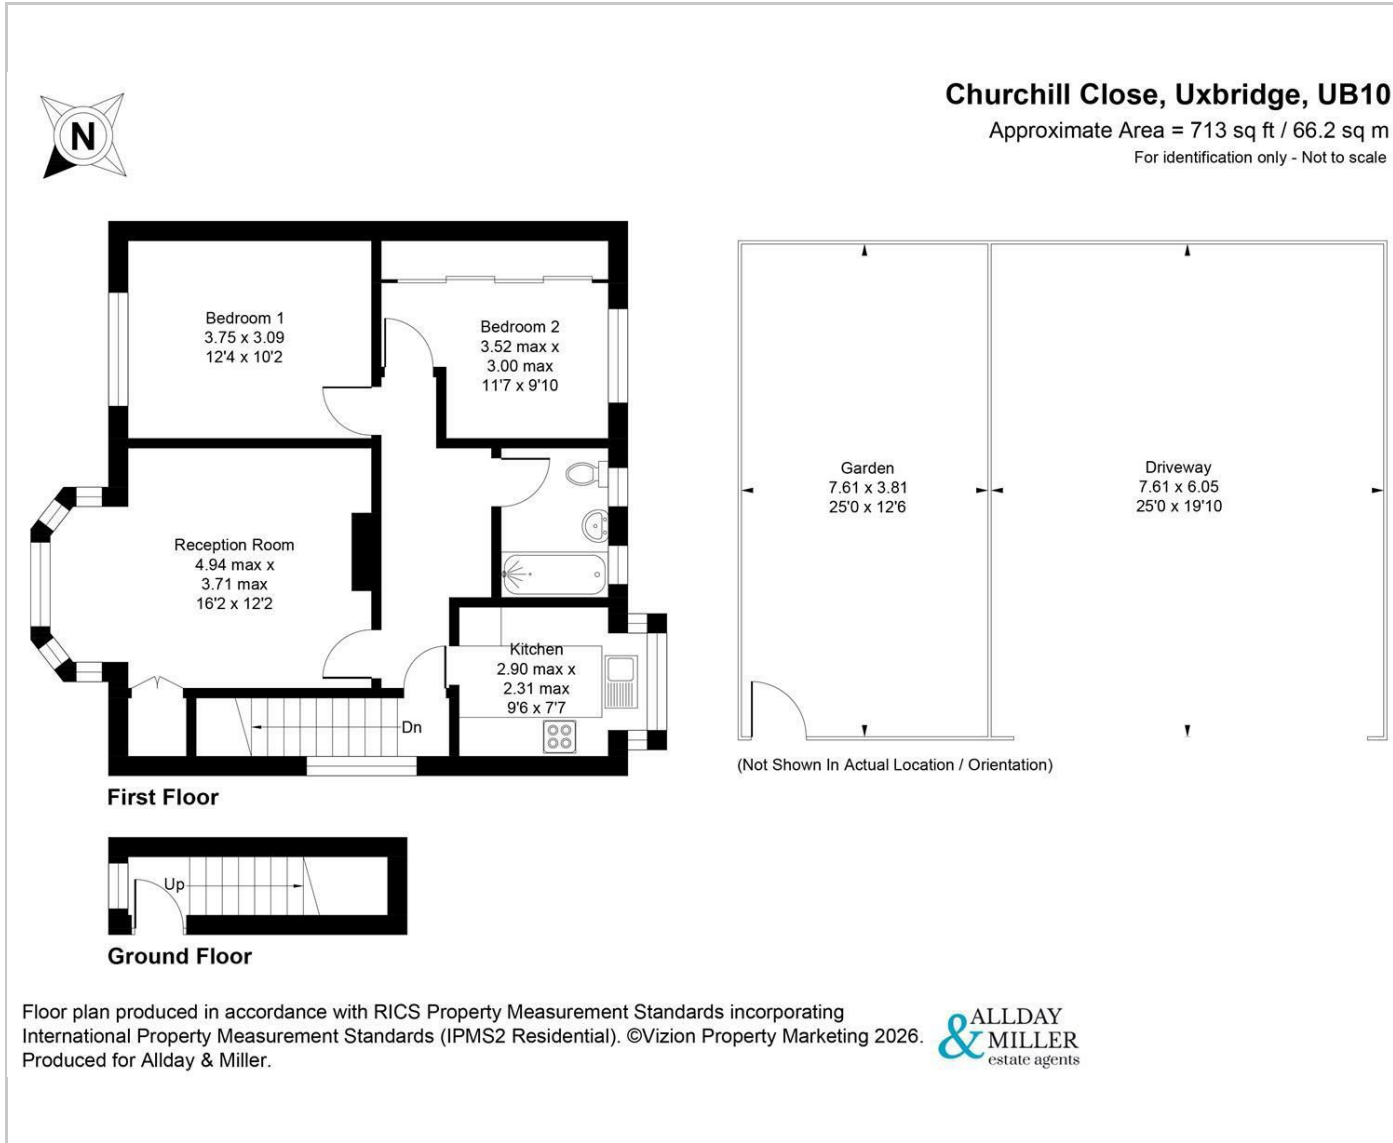 N
Churchill Close, Uxbridge, UB10
Approximate Area = 713 sq ft / 66.2 sq m
For identification only - Not to scale
Bedroom 1
3.75 x 3.09
12'4 x 10'2
Bedroom 2
3.52 max x
3.00 max
11'7 x 9'10
Reception Room
4.94 max x
3.71 max
16'2 x 12'2
Kitchen
2.90 max x
2.31 max
9'6 x 7'7
Dn
First Floor
Garden
7.61 x 3.81
25'0 x 12'6
Driveway
7.61 x 6.05
25'0 x 19'10
(Not Shown In Actual Location / Orientation)
Up
Ground Floor
Floor plan produced in accordance with RICS Property Measurement Standards incorporating
International Property Measurement Standards (IPMS2 Residential). ©Vizion Property Marketing 2026.
Produced for Allday & Miller.
& ALLDAY
MILLER
estate agents